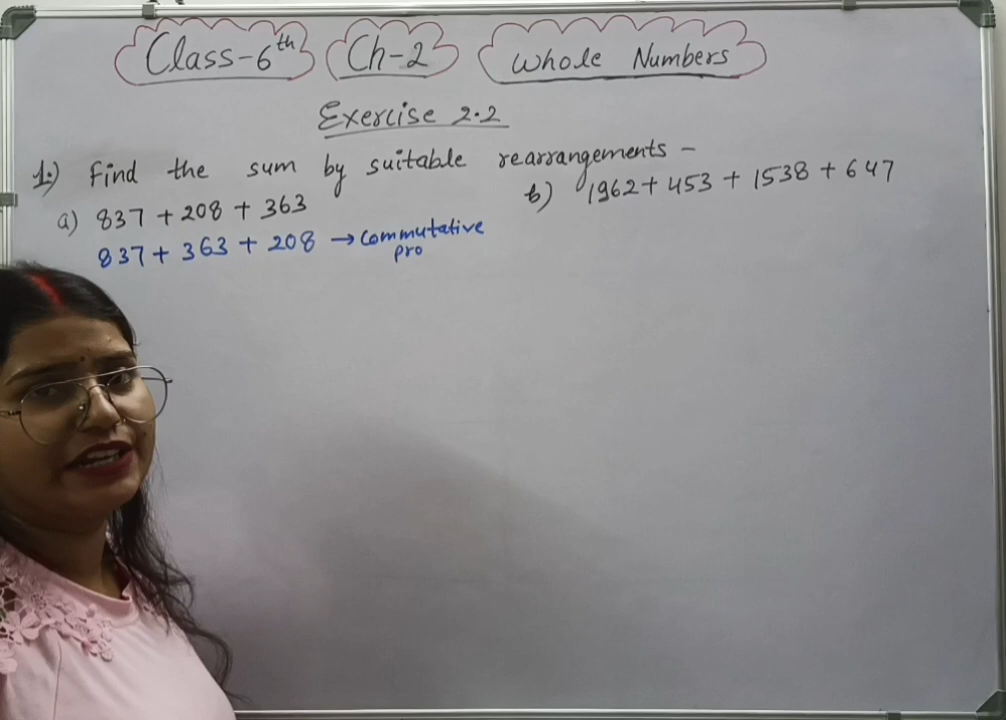 Class-6th Ch-2 Whole Numbers
Exercise 2.2
1.) Find the sum by suitable rearrangements -
a) 837 + 208 + 363
b) 1962 + 453 + 1538 + 647
837 + 363 + 208 → Commutative
pro